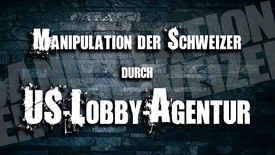 Manipulation der Schweizer
durch
US-Lobby-Agentur